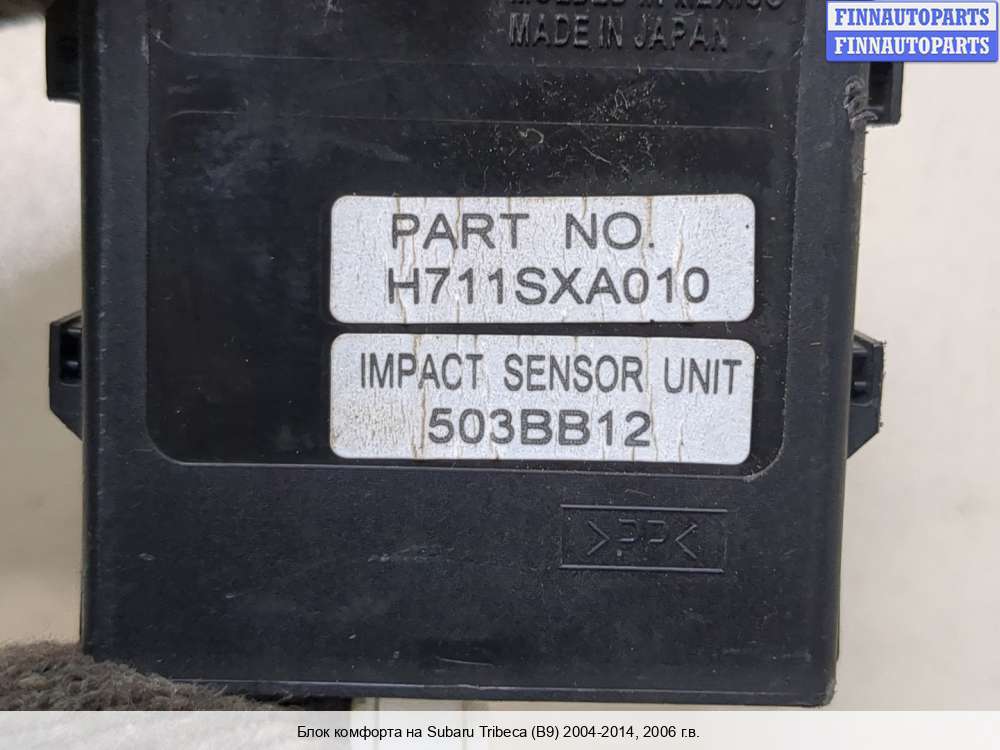 MADE IN JAPAN
FINNAUTOPARTS
FINNAUTOPARTS
PART NO.
H711SXA010
IMPACT SENSOR UNIT
503BB12
>PP<
Блок комфорта на Subaru Tribeca (B9) 2004-2014, 2006 г.в.